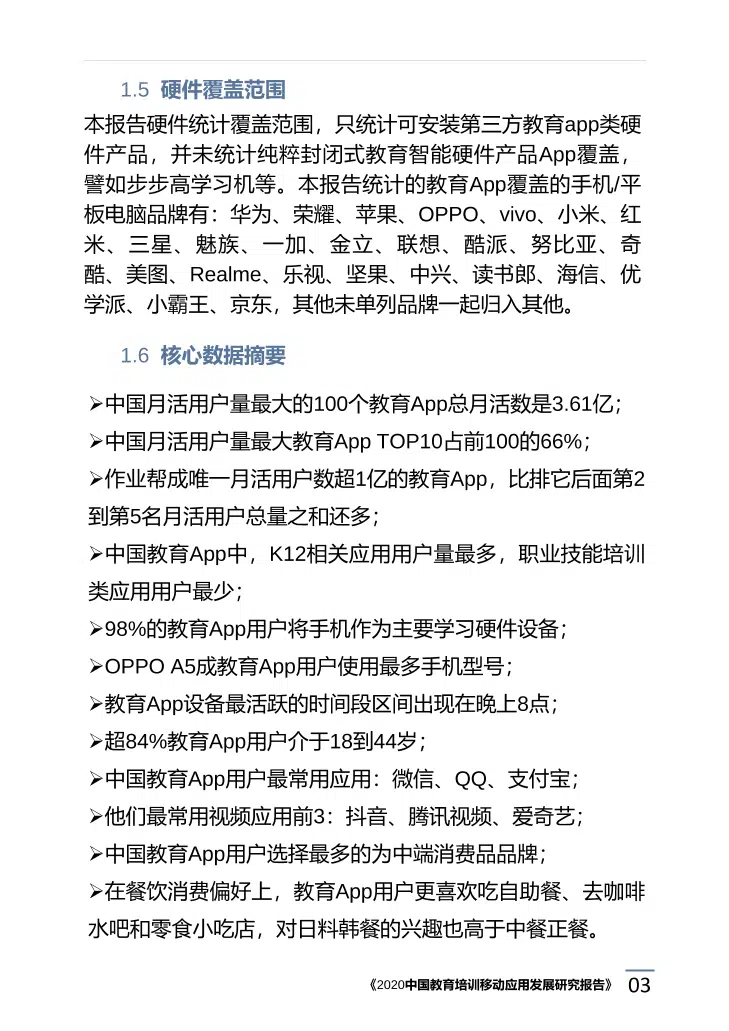 1.5 硬件覆盖范围
本报告硬件统计覆盖范围，只统计可安装第三方教育app类硬
件产品，并未统计纯粹封闭式教育智能硬件产品App覆盖，
譬如步步高学习机等。本报告统计的教育App覆盖的手机/平
板电脑品牌有：华为、荣耀、苹果、OPPO、vivo、小米、红
米、三星、魅族、一加、金立、联想、酷派、努比亚、奇
酷、美图、Realme、乐视、坚果、中兴、读书郎、海信、优
学派、小霸王、京东，其他未单列品牌一起归入其他。
1.6 核心数据摘要
➢中国月活用户量最大的100个教育App总月活数是3.61亿；
➢中国月活用户量最大教育App TOP10占前100的66%；
➢作业帮成唯一月活用户数超1亿的教育App，比排它后面第2
到第5名月活用户总量之和还多；
➢中国教育App中，K12相关应用用户量最多，职业技能培训
类应用用户最少；
➢98%的教育App用户将手机作为主要学习硬件设备；
➢OPPO A5成教育App用户使用最多手机型号；
➢教育App设备最活跃的时间段区间出现在晚上8点；
➢超84%教育App用户介于18到44岁；
➢中国教育App用户最常用应用：微信、QQ、支付宝；
➢他们最常用视频应用前3：抖音、腾讯视频、爱奇艺；
➢中国教育App用户选择最多的为中端消费品品牌；
➢在餐饮消费偏好上，教育App用户更喜欢吃自助餐、去咖啡
水吧和零食小吃店，对日料韩餐的兴趣也高于中餐正餐。
《2020中国教育培训移动应用发展研究报告》 03